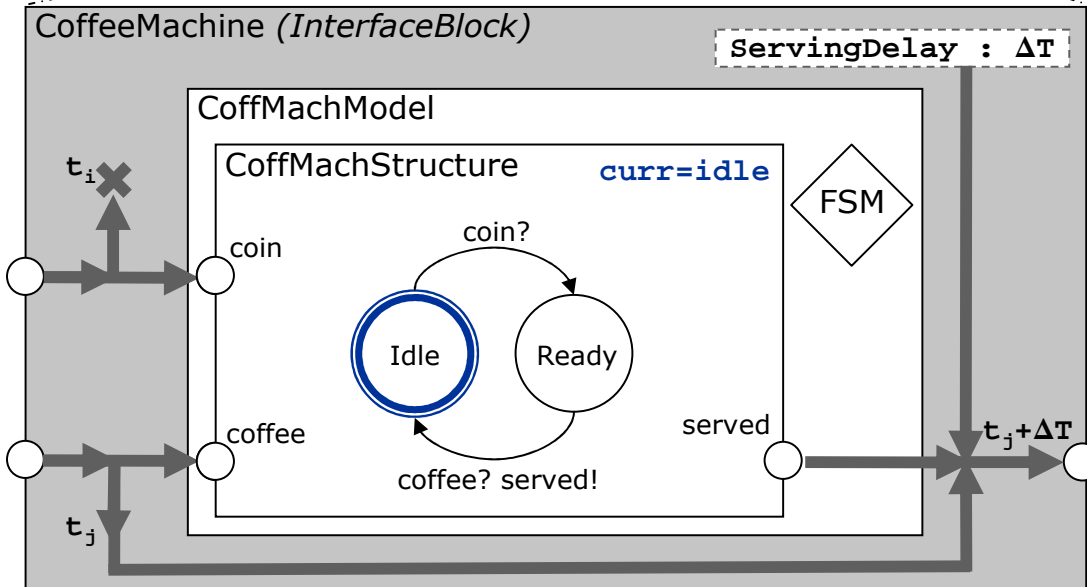 CoffeeMachine (InterfaceBlock)
ServingDelay : ΔT
CoffMachModel
CoffMachStructure
curr=idle
FSM
tᵢ
coin
coin?
Idle
Ready
coffee
served
coffee? served!
tⱼ+ΔT
tⱼ